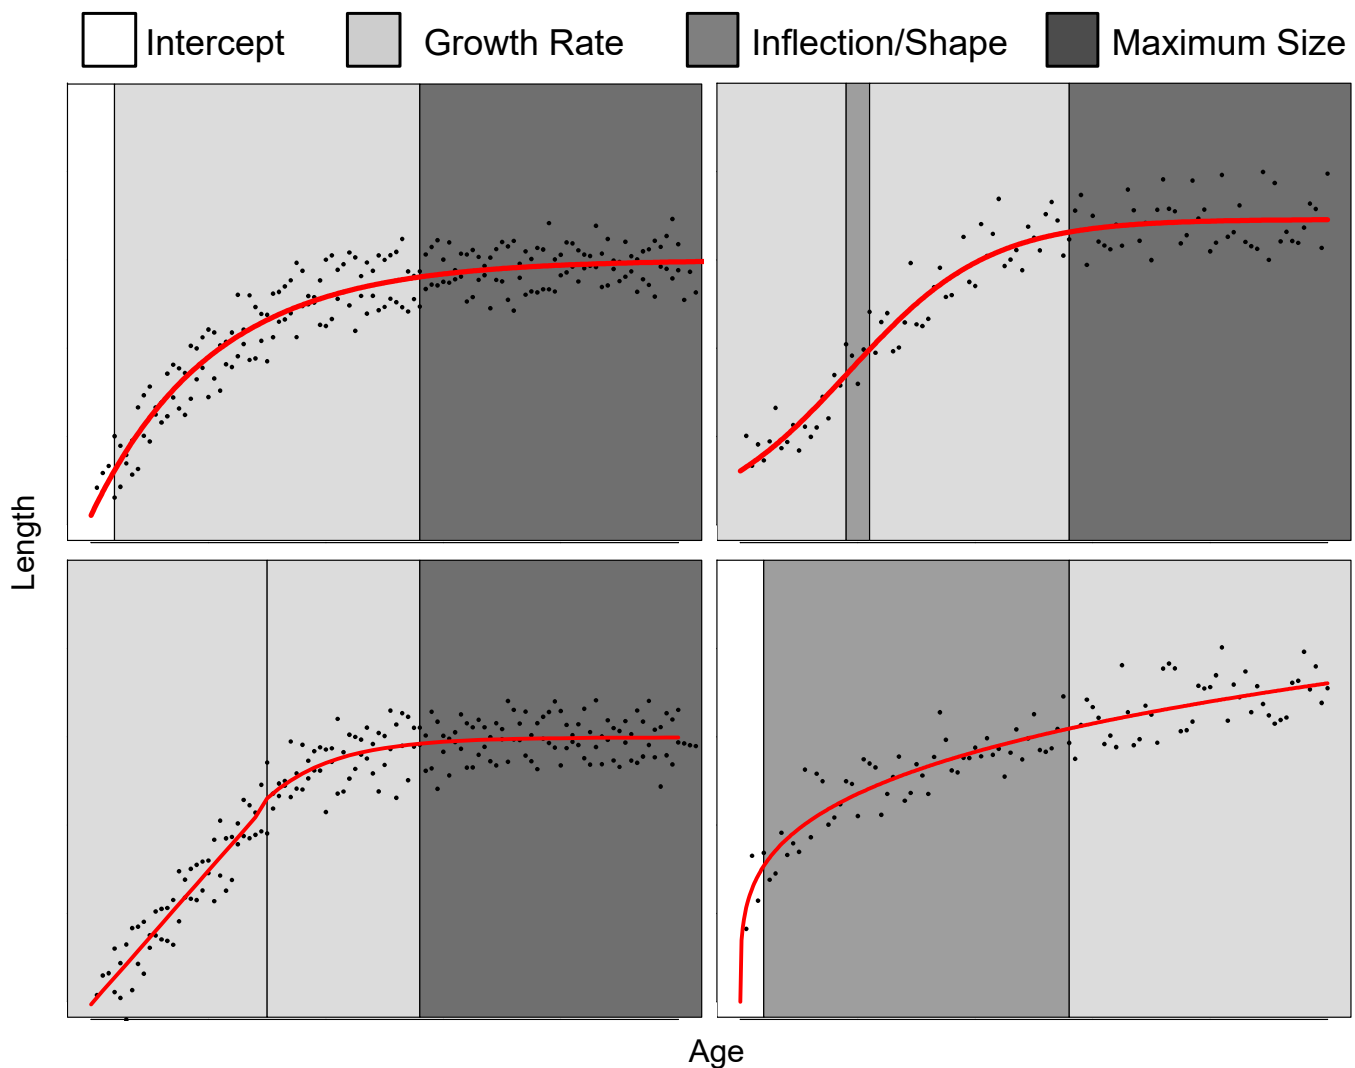 Intercept
Growth Rate
Inflection/Shape
Maximum Size
Length
Age